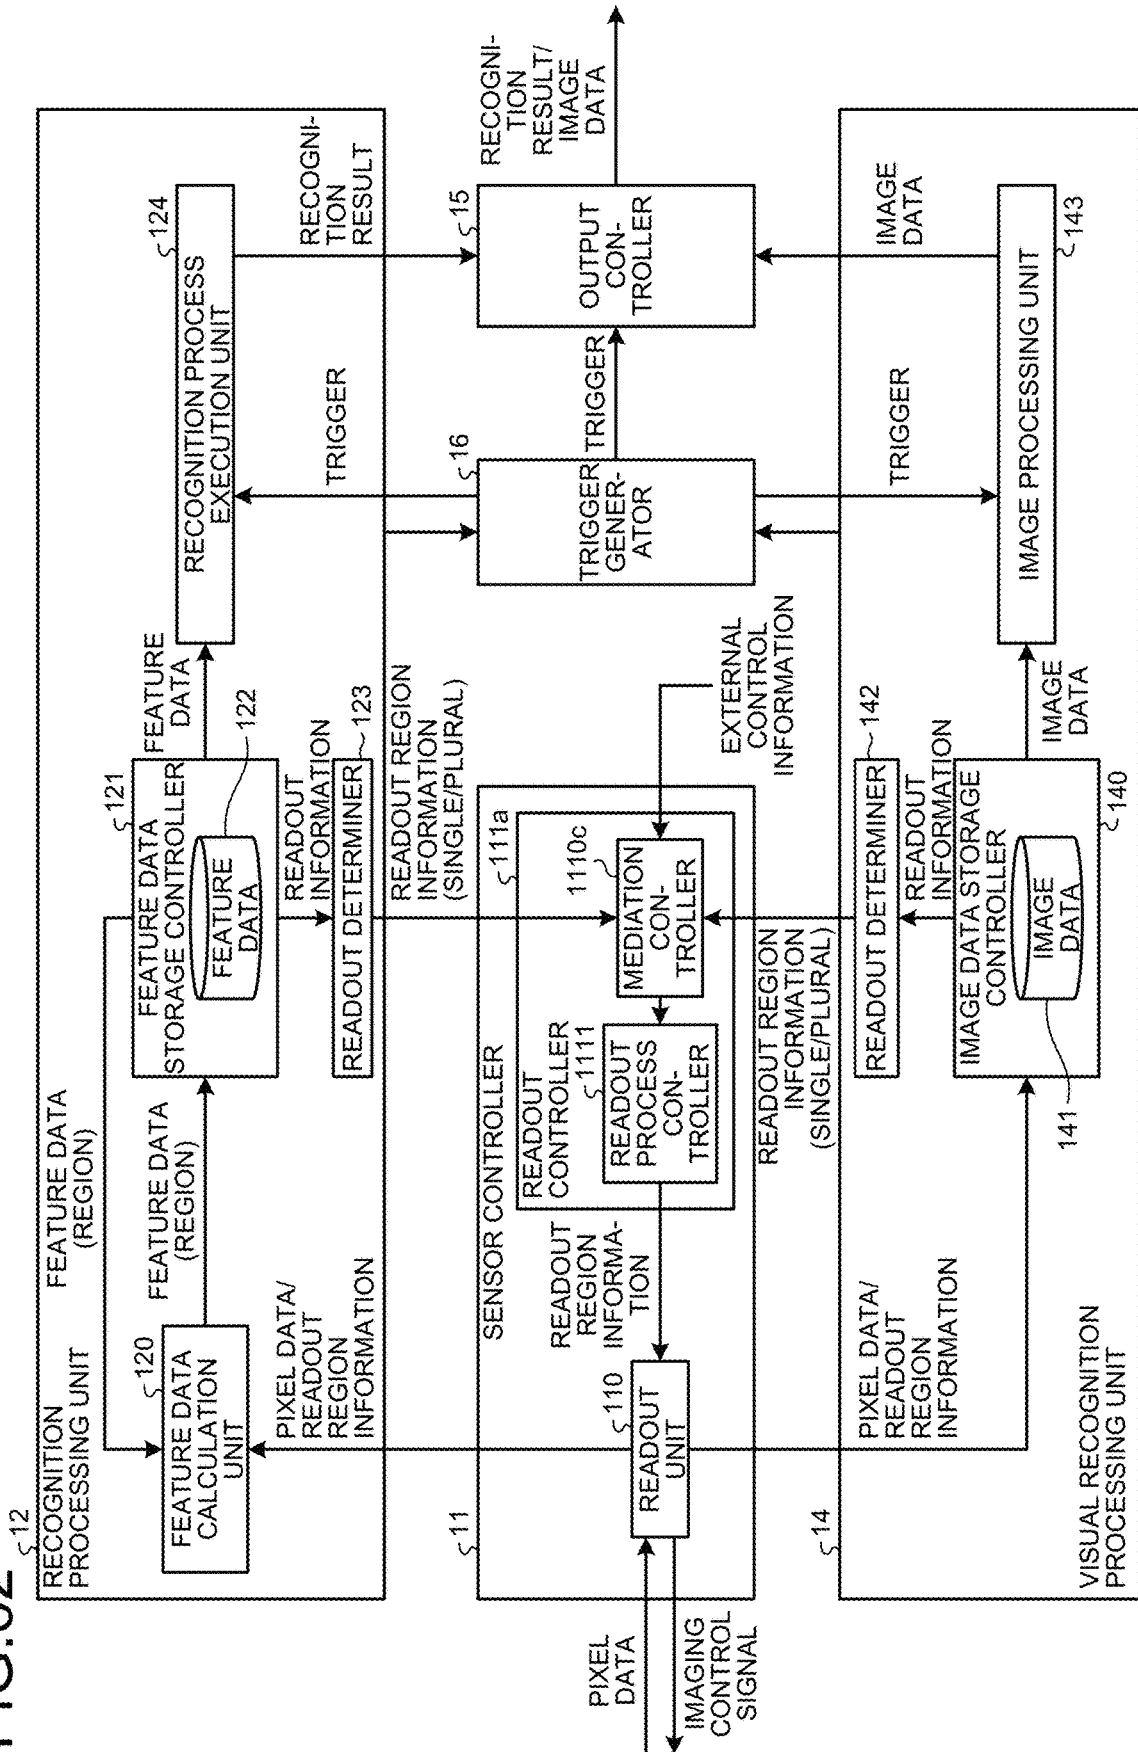 12
RECOGNITION
PROCESSING UNIT
FEATURE DATA
(REGION)
120
FEATURE DATA
CALCULATION
UNIT
FEATURE DATA
(REGION)
121
FEATURE DATA
STORAGE CONTROLLER
FEATURE
DATA
122
FEATURE
DATA
124
RECOGNITION PROCESS
EXECUTION UNIT
READOUT
INFORMATION
READOUT DETERMINER
123
TRIGGER
RECOGNI-
TION
RESULT
PIXEL DATA/
READOUT
REGION
INFORMATION
READOUT REGION
INFORMATION
(SINGLE/PLURAL)
11
SENSOR CONTROLLER
111a
READOUT
CONTROLLER
1111
READOUT
PROCESS
CON-
TROLLER
1110c
MEDIATION
CON-
TROLLER
READOUT
REGION
INFORMA-
TION
110
READOUT
UNIT
PIXEL
DATA
IMAGING
CONTROL
SIGNAL
EXTERNAL
CONTROL
INFORMATION
16
TRIGGER
GENER-
ATOR
TRIGGER
15
OUTPUT
CON-
TROLLER
RECOGNI-
TION
RESULT/
IMAGE
DATA
READOUT REGION
INFORMATION
(SINGLE/PLURAL)
14
PIXEL DATA/
READOUT
REGION
INFORMATION
READOUT DETERMINER
142
READOUT
INFORMATION
IMAGE DATA STORAGE
CONTROLLER
IMAGE
DATA
140
141
IMAGE
DATA
TRIGGER
IMAGE
DATA
IMAGE PROCESSING UNIT
143
VISUAL RECOGNITION
PROCESSING UNIT